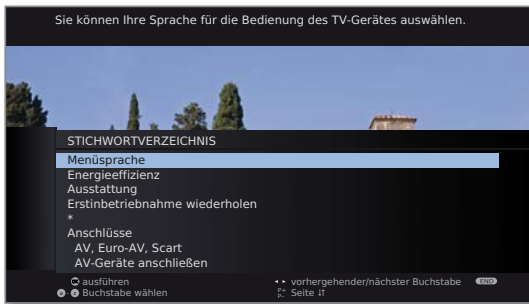 Sie können Ihre Sprache für die Bedienung des TV-Gerätes auswählen.
STICHWORTVERZEICHNIS
Menüsprache
Energieeffizienz
Ausstattung
Erstinbetriebnahme wiederholen
*
Anschlüsse
AV, Euro-AV, Scart
AV-Geräte anschließen
OK ausführen
vorhergehender/nächster Buchstabe END
Buchstabe wählen
P+ P– Seite